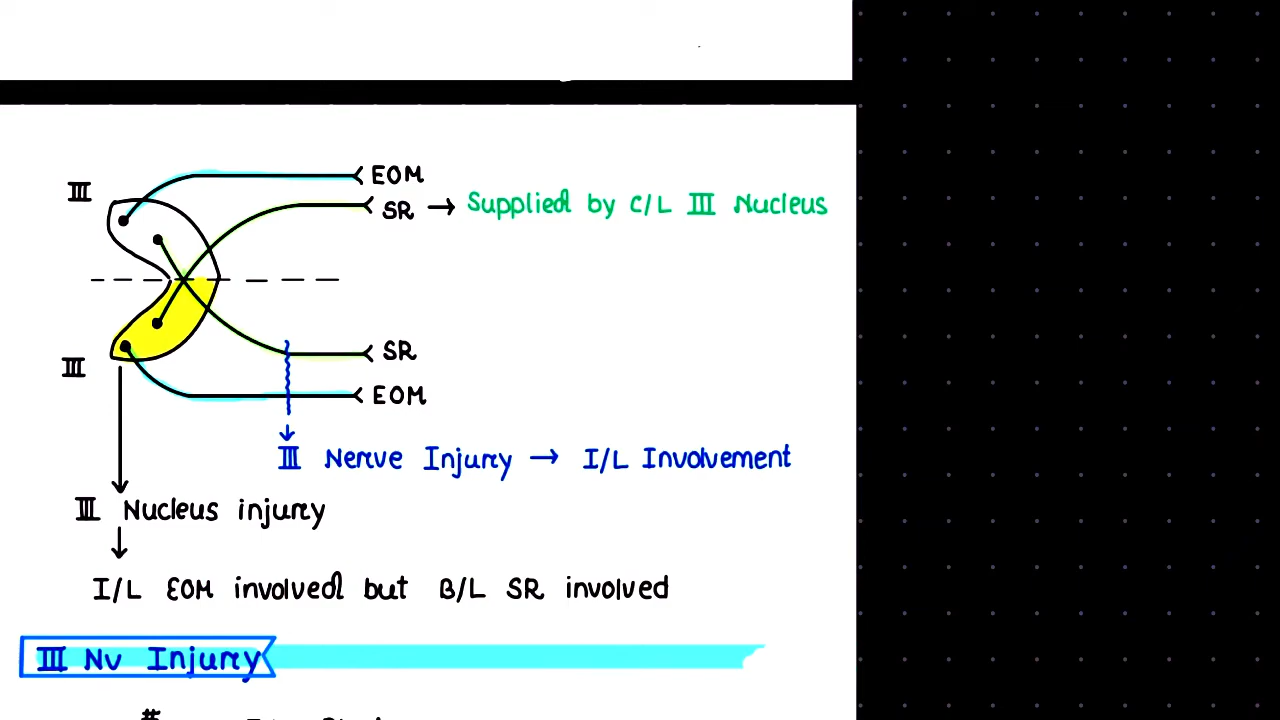 III
EOM
SR → Supplied by C/L III Nucleus
SR
III
EOM
III Nerve Injury → I/L Involvement
III Nucleus injury
I/L EOM involved but B/L SR involved
III Nv Injury